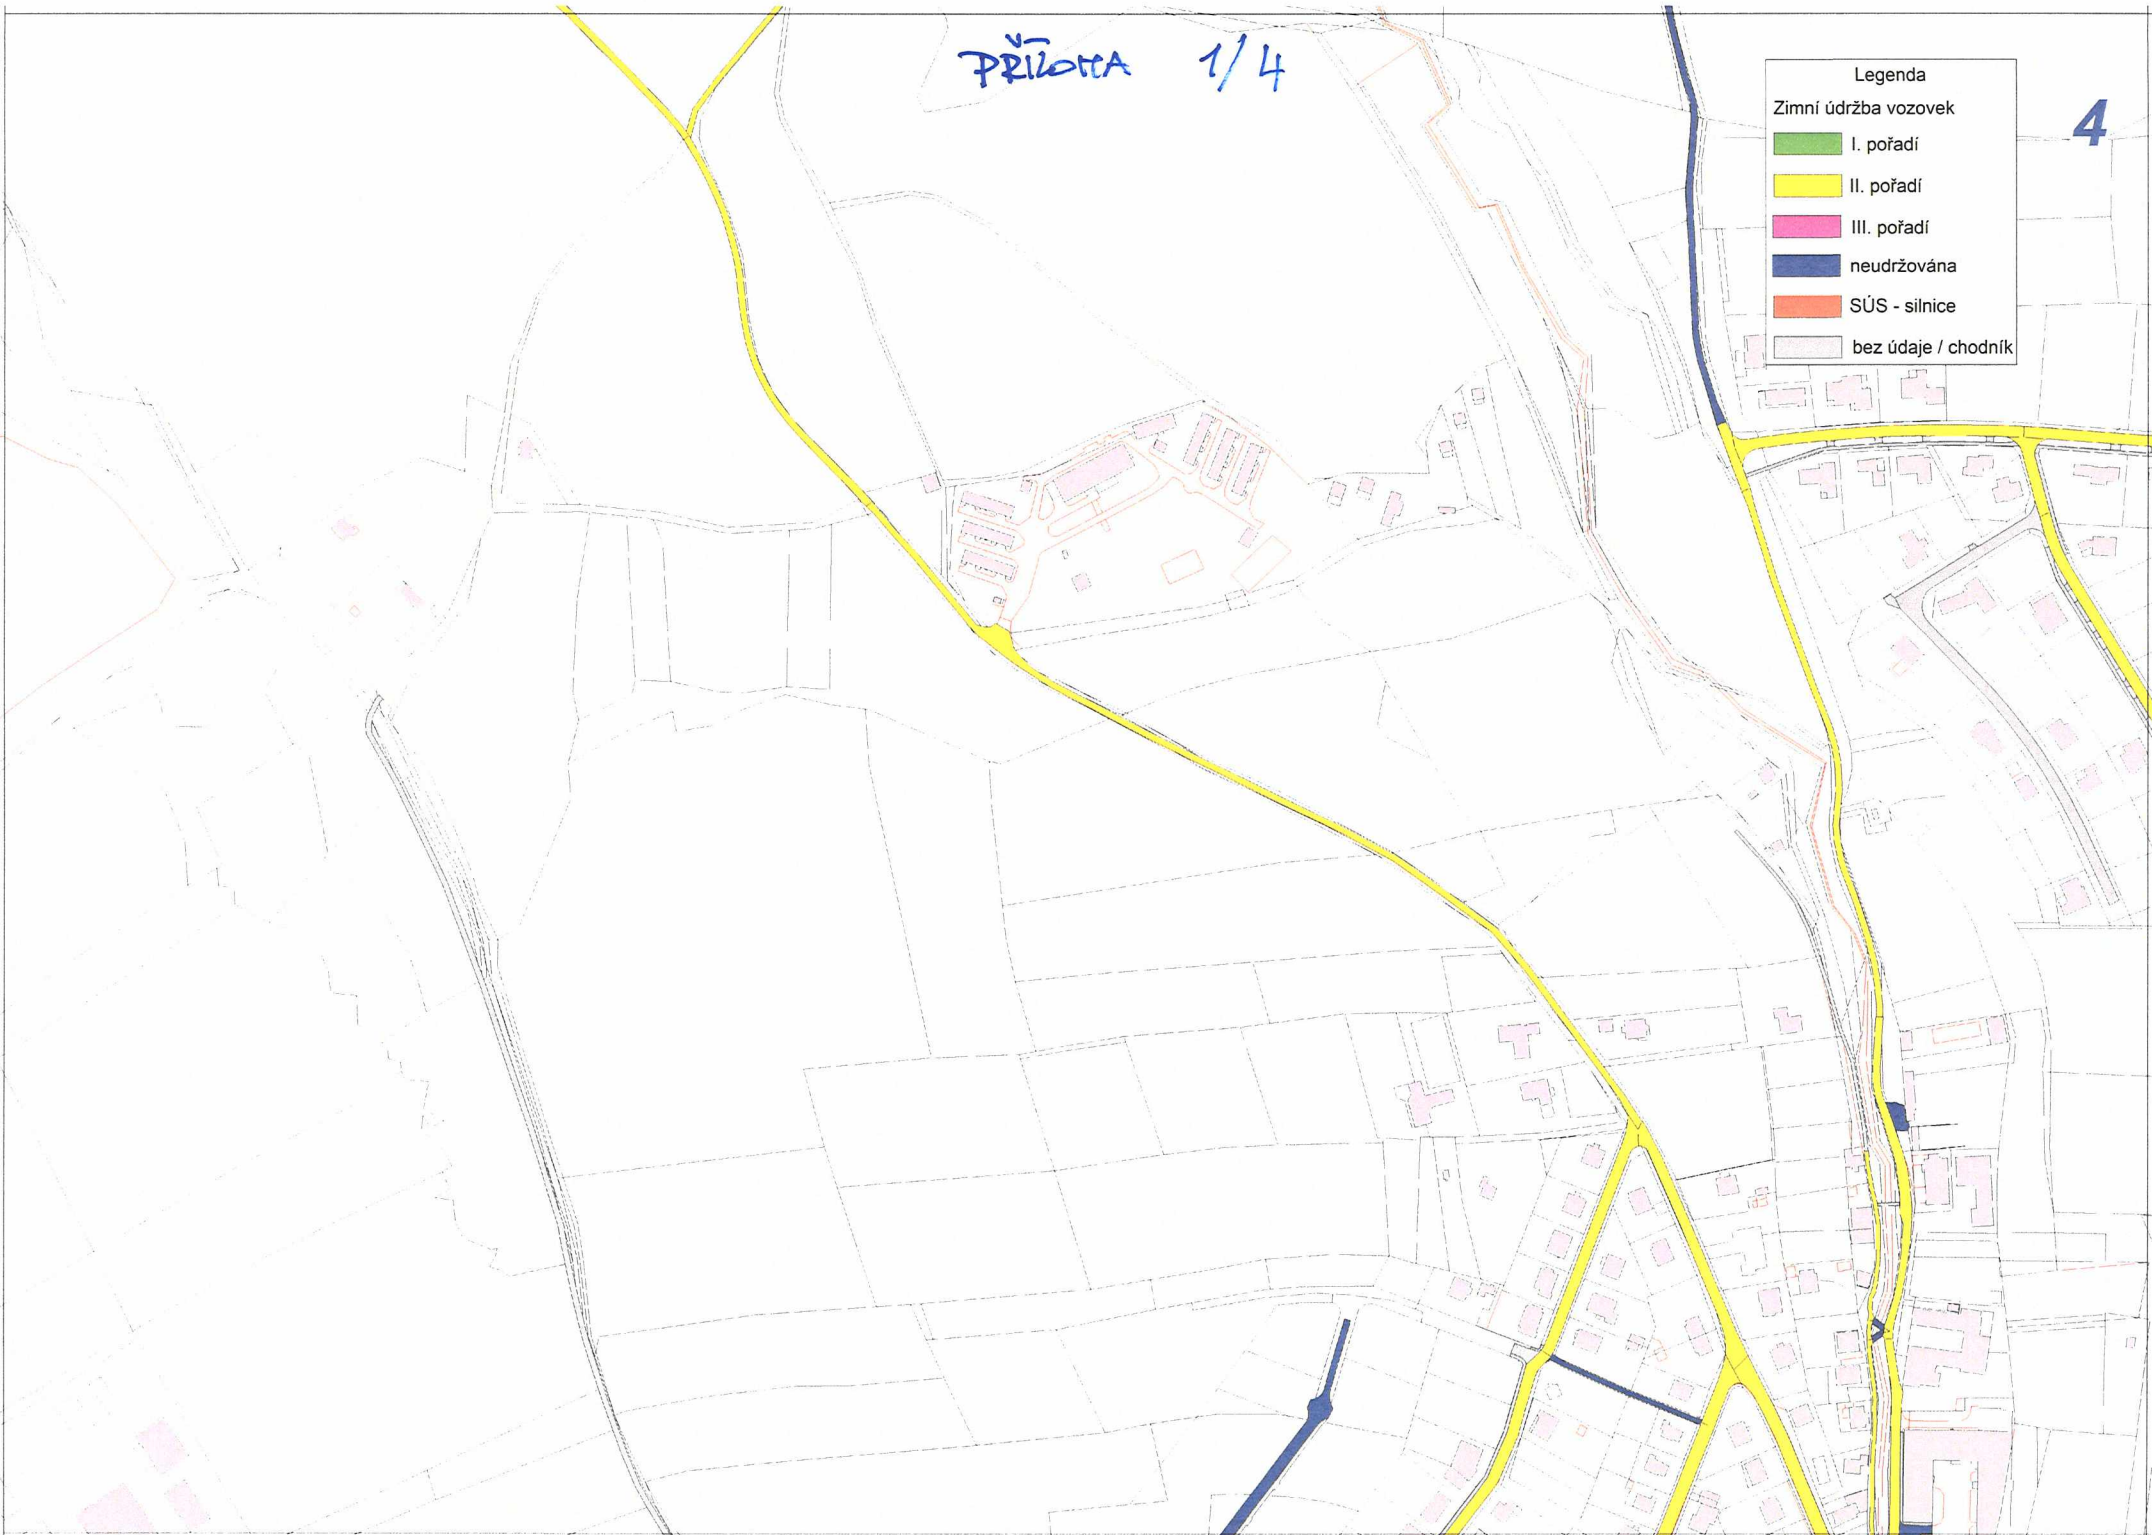 PŘÍLOHA 1/4
Legenda
Zimní údržba vozovek
I. pořadí
II. pořadí
III. pořadí
neudržována
SÚS - silnice
bez údaje / chodník
4